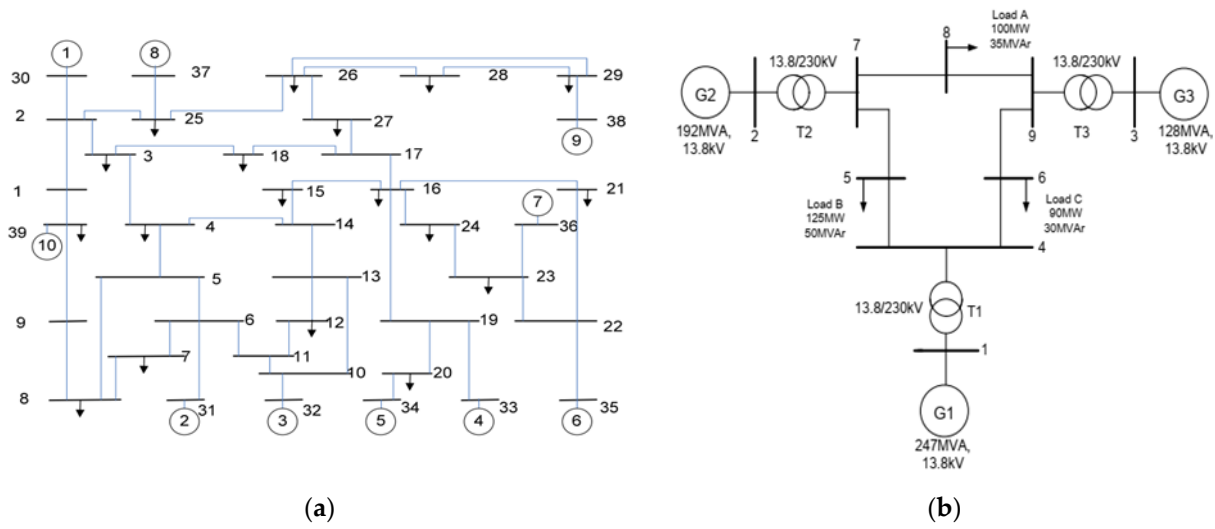 1
8
30
37
26
28
29
2
25
27
38
9
3
18
17
1
15
16
21
7
39
10
4
14
24
36
5
13
23
9
6
12
19
22
7
11
10
20
8
2
31
3
32
5
34
4
33
6
35
(a)
Load A
100MW
35MVAr
8
7
13.8/230kV
13.8/230kV
G2
G3
192MVA,
13.8kV
2
T2
9
T3
3
128MVA,
13.8kV
5
6
Load B
125MW
50MVAr
Load C
90MW
30MVAr
4
13.8/230kV
T1
1
G1
247MVA,
13.8kV
(b)